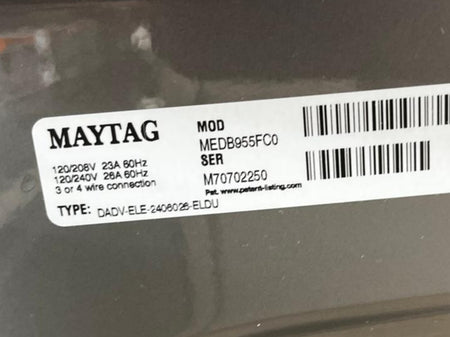 MAYTAG
MOD
MEDB955FC0
SER
M70702250
Pat. www.patent-listing.com
120/208V 23A 60Hz
120/240V 26A 60Hz
3 or 4 wire connection
TYPE: DADV-ELE-2406026-ELDU